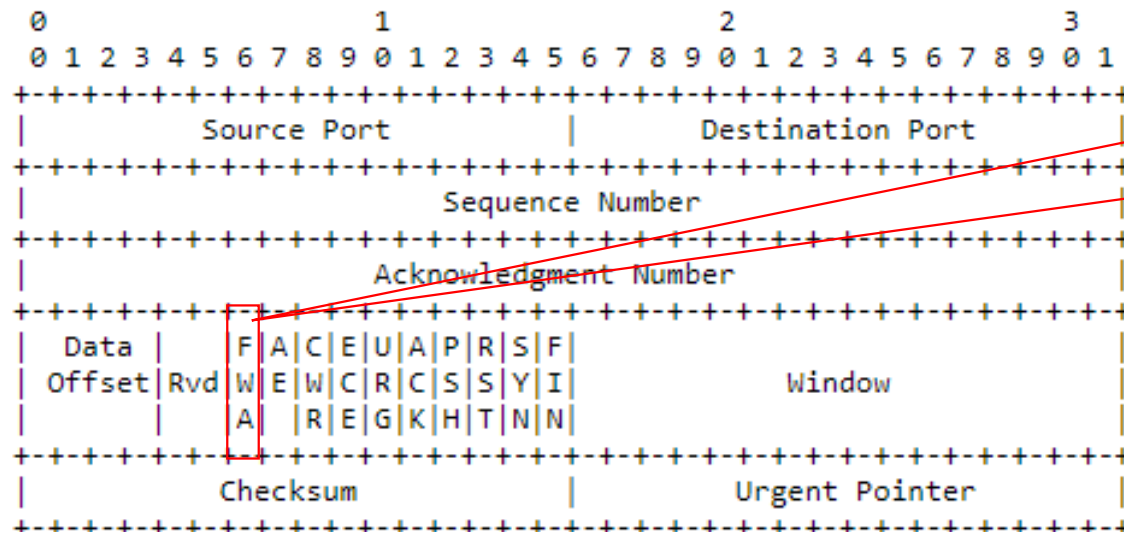 0                   1                   2                   3
 0 1 2 3 4 5 6 7 8 9 0 1 2 3 4 5 6 7 8 9 0 1 2 3 4 5 6 7 8 9 0 1
+-+-+-+-+-+-+-+-+-+-+-+-+-+-+-+-+-+-+-+-+-+-+-+-+-+-+-+-+-+-+-+-+
|          Source Port          |       Destination Port        |
+-+-+-+-+-+-+-+-+-+-+-+-+-+-+-+-+-+-+-+-+-+-+-+-+-+-+-+-+-+-+-+-+
|                        Sequence Number                        |
+-+-+-+-+-+-+-+-+-+-+-+-+-+-+-+-+-+-+-+-+-+-+-+-+-+-+-+-+-+-+-+-+
|                    Acknowledgment Number                      |
+-+-+-+-+-+-+-+-+-+-+-+-+-+-+-+-+-+-+-+-+-+-+-+-+-+-+-+-+-+-+-+-+
|  Data |   |F|A|C|E|U|A|P|R|S|F|                               |
| Offset|Rvd|W|E|W|C|R|C|S|S|Y|I|            Window             |
|       |   |A| |R|E|G|K|H|T|N|N|                               |
+-+-+-+-+-+-+-+-+-+-+-+-+-+-+-+-+-+-+-+-+-+-+-+-+-+-+-+-+-+-+-+-+
|           Checksum            |         Urgent Pointer        |
+-+-+-+-+-+-+-+-+-+-+-+-+-+-+-+-+-+-+-+-+-+-+-+-+-+-+-+-+-+-+-+-+